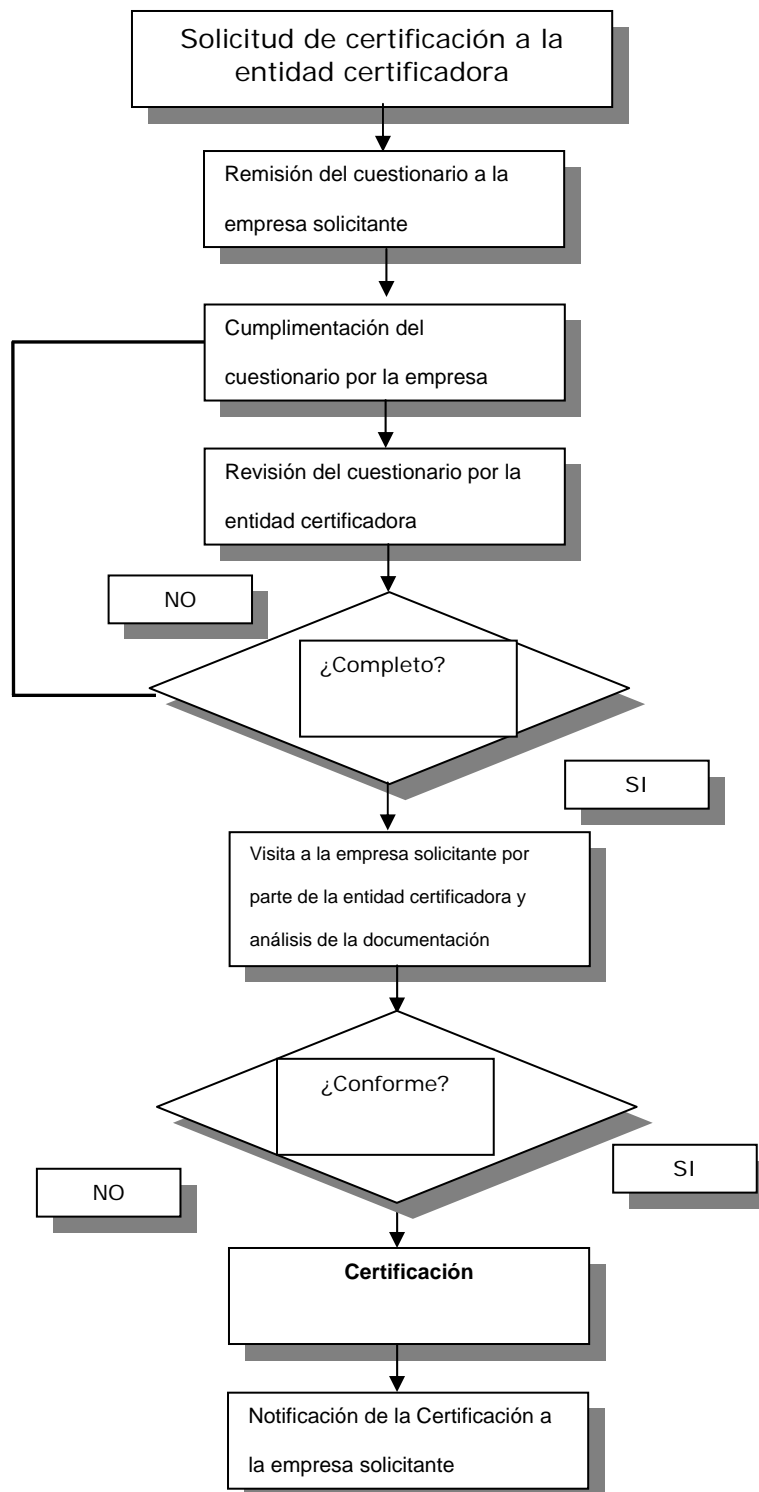 Solicitud de certificación a la
entidad certificadora
Remisión del cuestionario a la
empresa solicitante
Cumplimentación del
cuestionario por la empresa
Revisión del cuestionario por la
entidad certificadora
NO
¿Completo?
SI
Visita a la empresa solicitante por
parte de la entidad certificadora y
análisis de la documentación
¿Conforme?
NO
SI
Certificación
Notificación de la Certificación a
la empresa solicitante